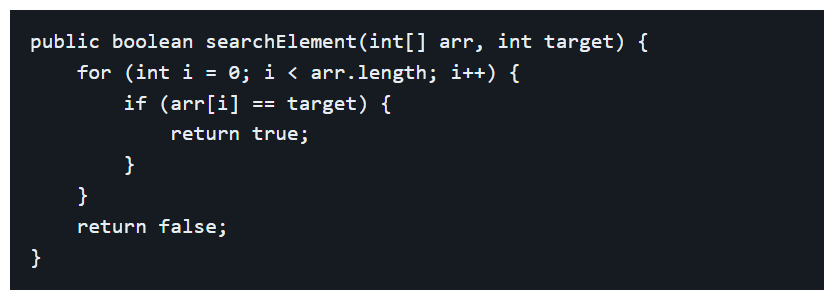 public boolean searchElement(int[] arr, int target) {
    for (int i = 0; i < arr.length; i++) {
        if (arr[i] == target) {
            return true;
        }
    }
    return false;
}